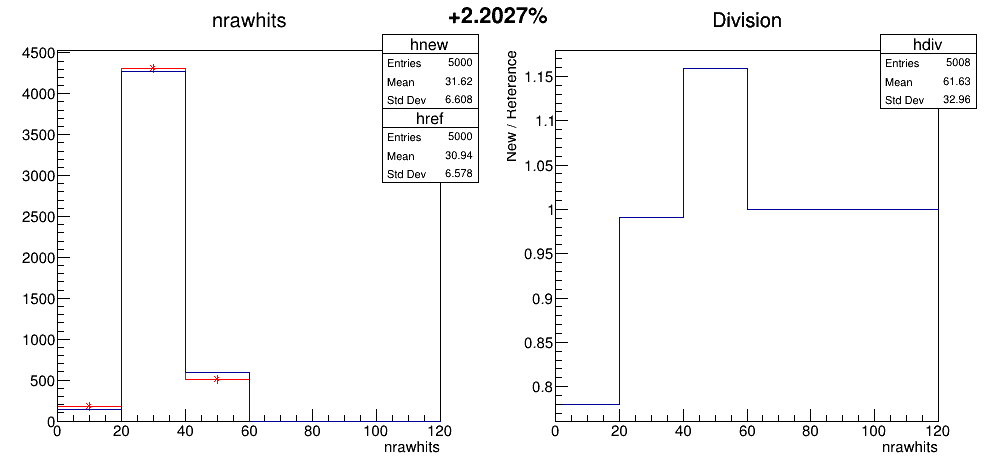 +2.2027%
nrawhits
hnew
Entries 5000
Mean 31.62
Std Dev 6.608
href
Entries 5000
Mean 30.94
Std Dev 6.578
4500
4000
3500
3000
2500
2000
1500
1000
500
0
0 20 40 60 80 100 120
nrawhits
Division
hdiv
Entries 5008
Mean 61.63
Std Dev 32.96
New / Reference
1.15
1.1
1.05
1
0.95
0.9
0.85
0.8
0 20 40 60 80 100 120
nrawhits